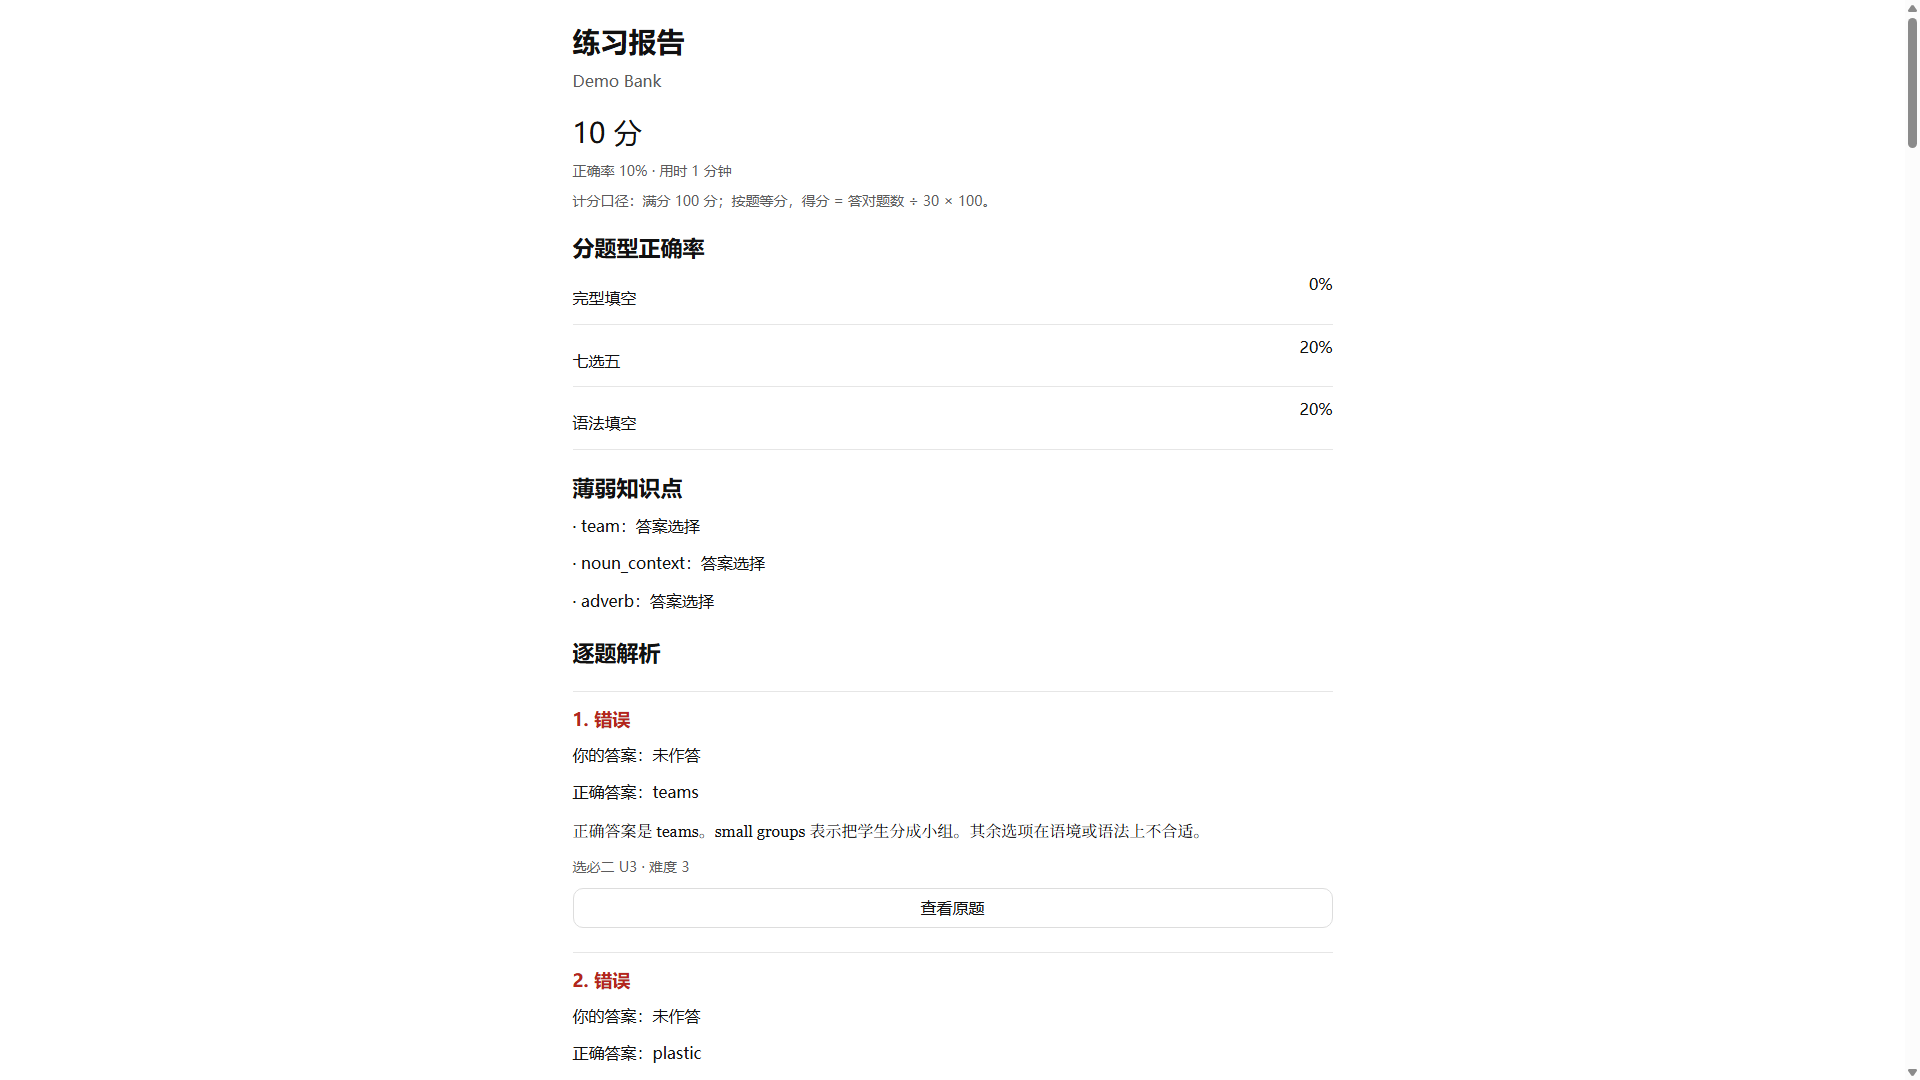 练习报告
Demo Bank
10 分
正确率 10% · 用时 1 分钟
计分口径：满分 100 分；按题等分，得分 = 答对题数 ÷ 30 × 100。
分题型正确率
完型填空 0%
七选五 20%
语法填空 20%
薄弱知识点
· team：答案选择
· noun_context：答案选择
· adverb：答案选择
逐题解析
1. 错误
你的答案：未作答
正确答案：teams
正确答案是 teams。small groups 表示把学生分成小组。其余选项在语境或语法上不合适。
选必二 U3 · 难度 3
查看原题
2. 错误
你的答案：未作答
正确答案：plastic